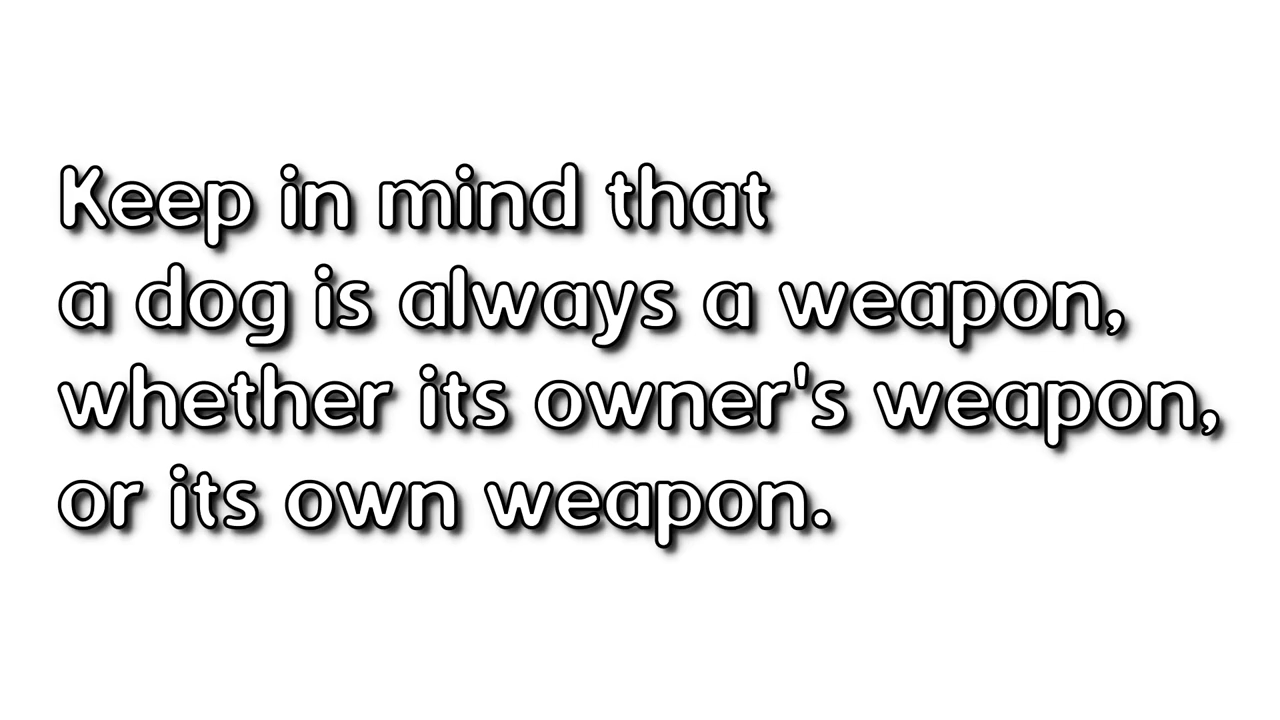 Keep in mind that
a dog is always a weapon,
whether its owner's weapon,
or its own weapon.